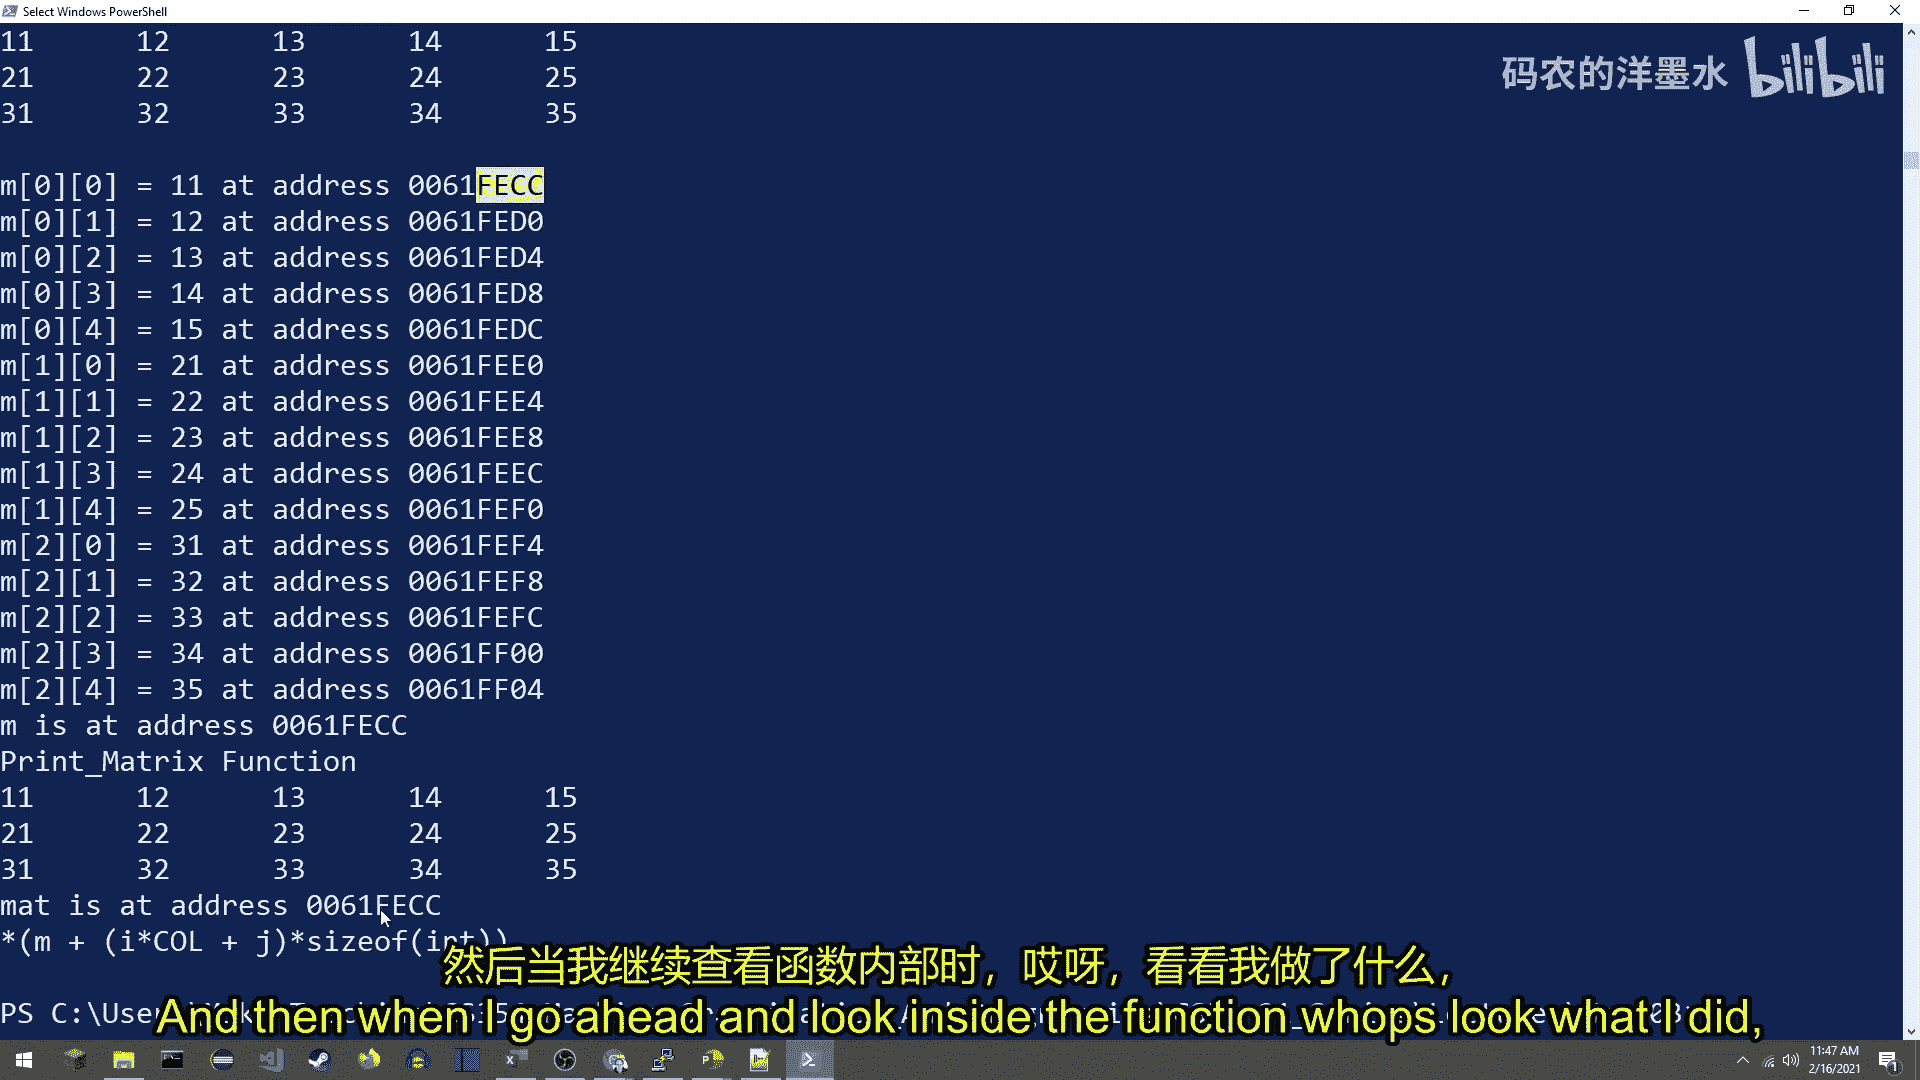 Select Windows PowerShell
11 12 13 14 15
21 22 23 24 25
31 32 33 34 35
码农的洋墨水 bilibili
m[0][0] = 11 at address 0061FECC
m[0][1] = 12 at address 0061FED0
m[0][2] = 13 at address 0061FED4
m[0][3] = 14 at address 0061FED8
m[0][4] = 15 at address 0061FEDC
m[1][0] = 21 at address 0061FEE0
m[1][1] = 22 at address 0061FEE4
m[1][2] = 23 at address 0061FEE8
m[1][3] = 24 at address 0061FEEC
m[1][4] = 25 at address 0061FEF0
m[2][0] = 31 at address 0061FEF4
m[2][1] = 32 at address 0061FEF8
m[2][2] = 33 at address 0061FEFC
m[2][3] = 34 at address 0061FF00
m[2][4] = 35 at address 0061FF04
m is at address 0061FECC
Print_Matrix Function
11 12 13 14 15
21 22 23 24 25
31 32 33 34 35
mat is at address 0061FECC
*(m + (i*COL + j)*sizeof(int))
然后当我继续查看函数内部时，哎呀，看看我做了什么，
PS C:\Use
And then when I go ahead and look inside the function whops look what I did,
11:47 AM
2/16/2021